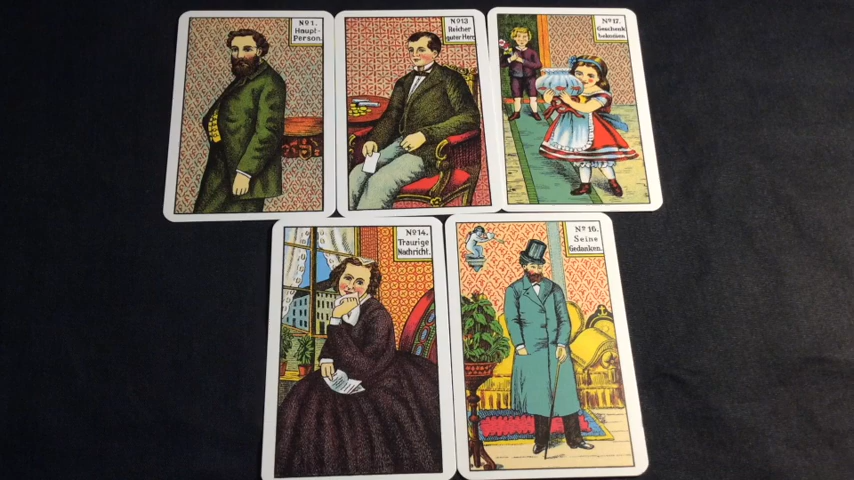 No 1.
Haupt-
Person.
No 13
Reicher
guter Herr
No 17.
Geschenk
bekommen.
No 14.
Traurige
Nachricht.
No 16.
Seine
Gedanken.